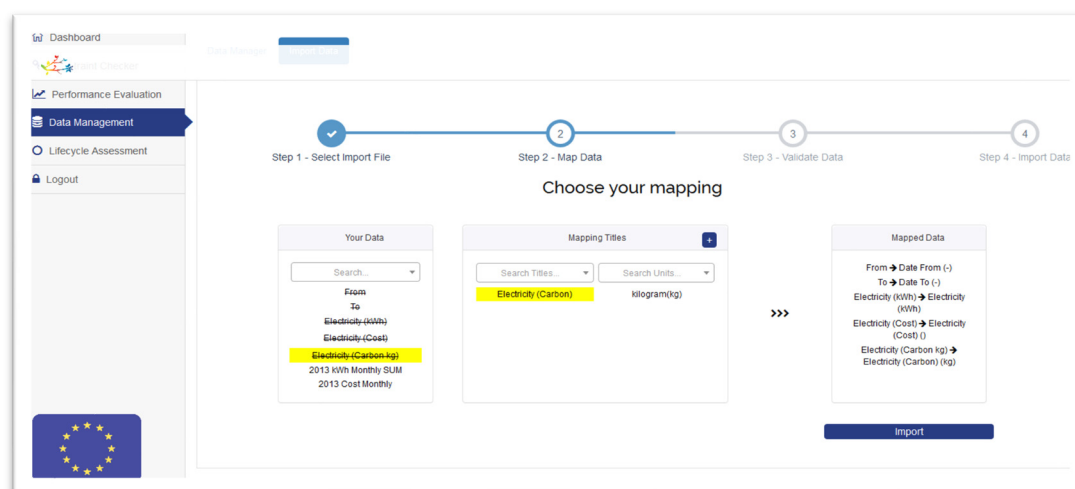 Dashboard
Performance Evaluation
Data Management
Lifecycle Assessment
Logout
2
3
4
Step 1 - Select Import File
Step 2 - Map Data
Step 3 - Validate Data
Step 4 - Import Data
Choose your mapping
Your Data
Search...
From
To
Electricity (kWh)
Electricity (Cost)
Electricity (Carbon kg)
2013 kWh Monthly SUM
2013 Cost Monthly
Mapping Titles
+
Search Titles...
Search Units...
Electricity (Carbon)
kilogram(kg)
Mapped Data
From ➔ Date From (-)
To ➔ Date To (-)
Electricity (kWh) ➔ Electricity
(kWh)
Electricity (Cost) ➔ Electricity
(Cost) ()
Electricity (Carbon kg) ➔
Electricity (Carbon) (kg)
Import